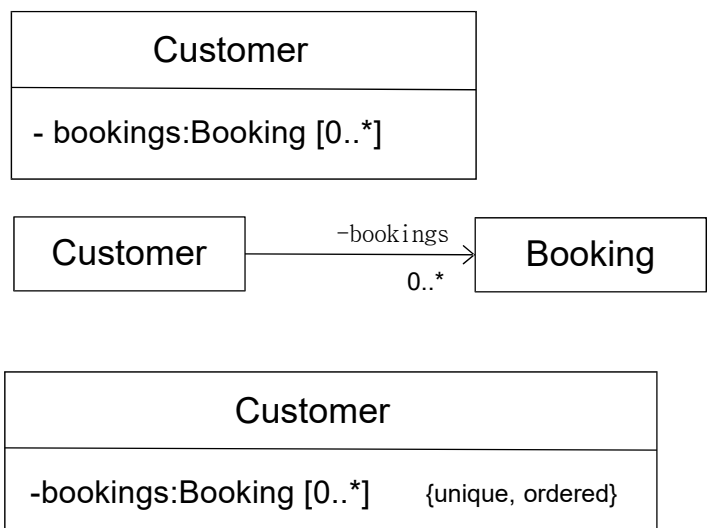 Customer
- bookings:Booking [0..*]
Customer
-bookings
0..*
Booking
Customer
-bookings:Booking [0..*] {unique, ordered}